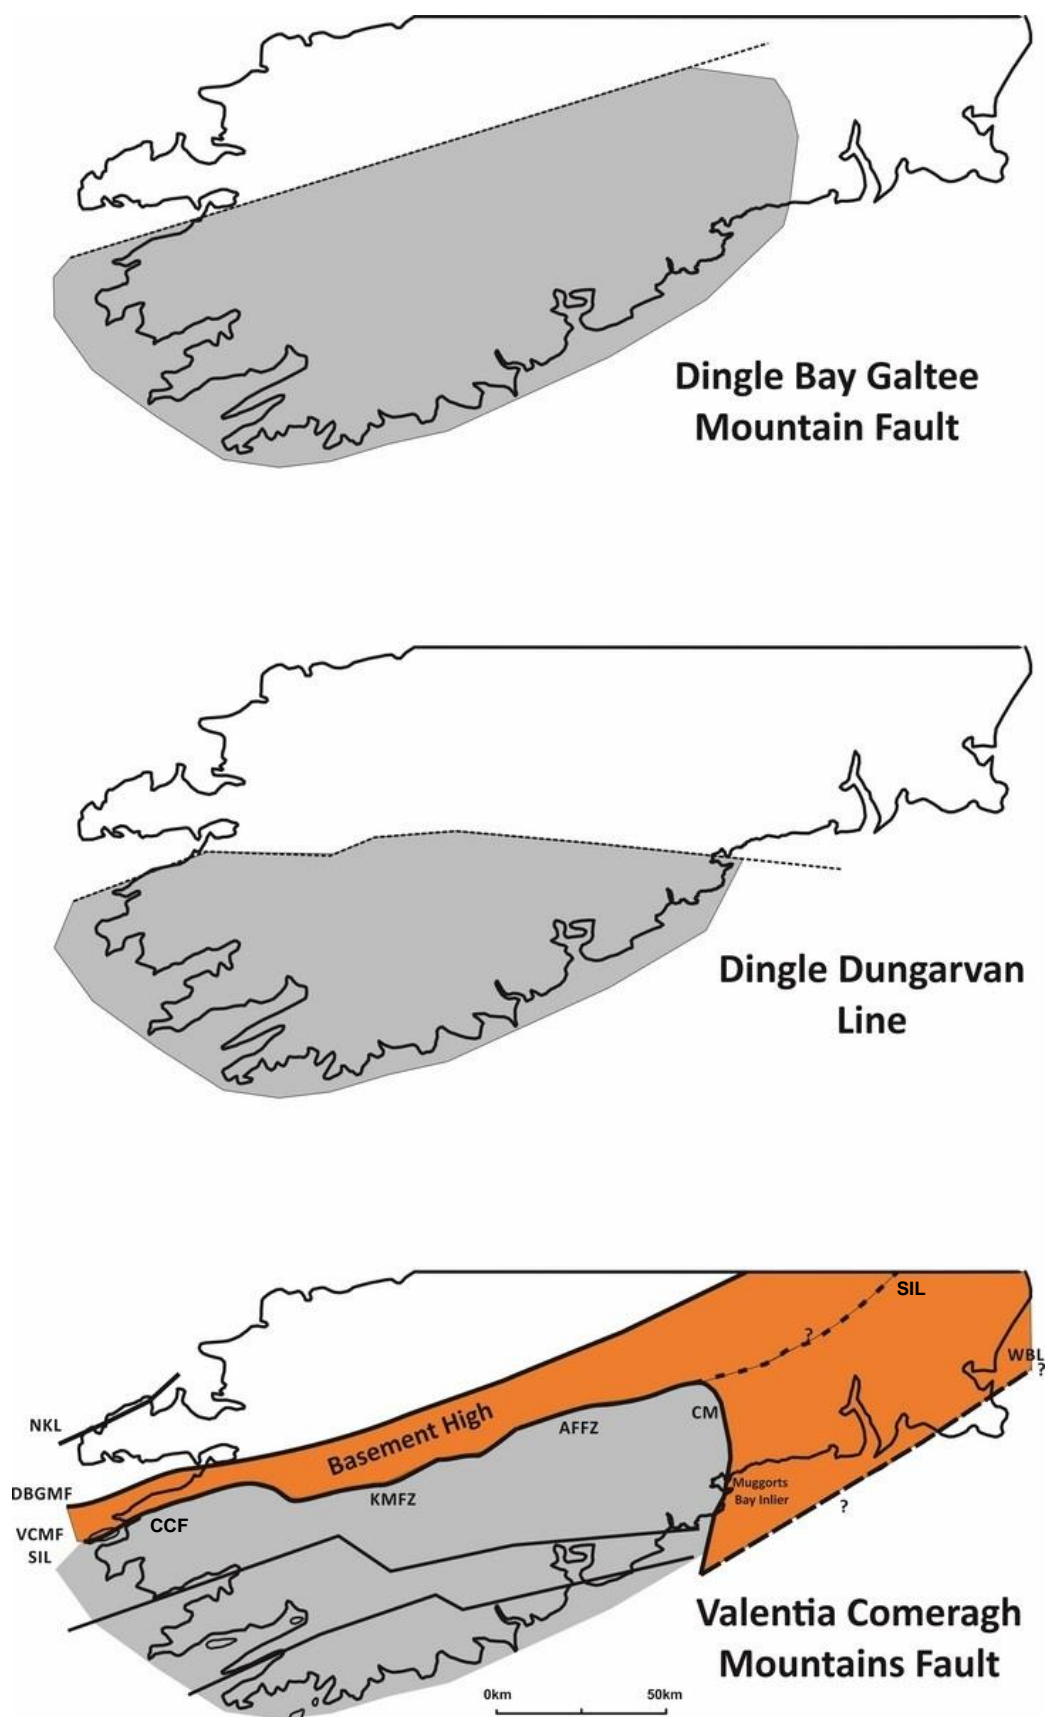 Dingle Bay Galtee
Mountain Fault
Dingle Dungarvan
Line
SIL
?
WBL
?
NKL
Basement High
CM
AFFZ
DBGMF
KMFZ
Muggorts
Bay Inlier
?
CCF
VCMF
SIL
Valentia Comeragh
Mountains Fault
0km
50km